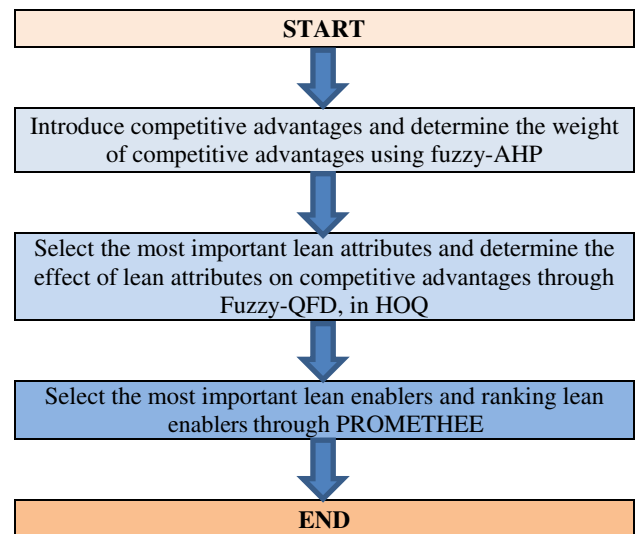 START
Introduce competitive advantages and determine the weight
of competitive advantages using fuzzy-AHP
Select the most important lean attributes and determine the
effect of lean attributes on competitive advantages through
Fuzzy-QFD, in HOQ
Select the most important lean enablers and ranking lean
enablers through PROMETHEE
END